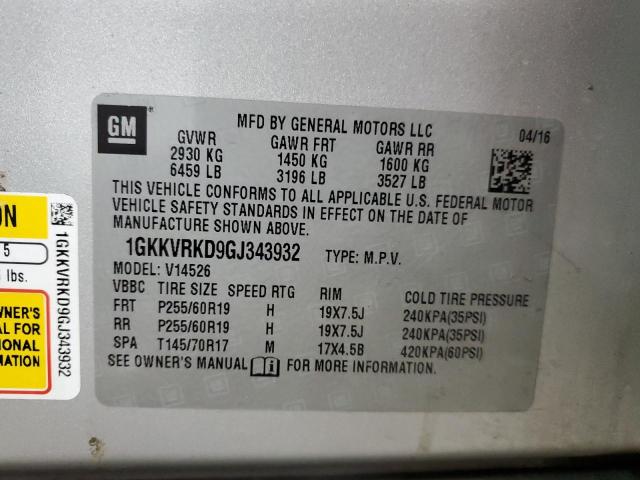 GM
MFD BY GENERAL MOTORS LLC 04/16
GVWR GAWR FRT GAWR RR
2930 KG 1450 KG 1600 KG
6459 LB 3196 LB 3527 LB
THIS VEHICLE CONFORMS TO ALL APPLICABLE U.S. FEDERAL MOTOR
VEHICLE SAFETY STANDARDS IN EFFECT ON THE DATE OF
MANUFACTURE SHOWN ABOVE.
1GKKVRKD9GJ343932 TYPE: M.P.V.
MODEL: V14526
VBBC TIRE SIZE SPEED RTG RIM COLD TIRE PRESSURE
FRT P255/60R19 H 19X7.5J 240KPA(35PSI)
RR P255/60R19 H 19X7.5J 240KPA(35PSI)
SPA T145/70R17 M 17X4.5B 420KPA(60PSI)
SEE OWNER'S MANUAL FOR MORE INFORMATION.
ON
5
lbs.
WNER'S
AL FOR
IONAL
MATION
1GKKVRKD9GJ343932